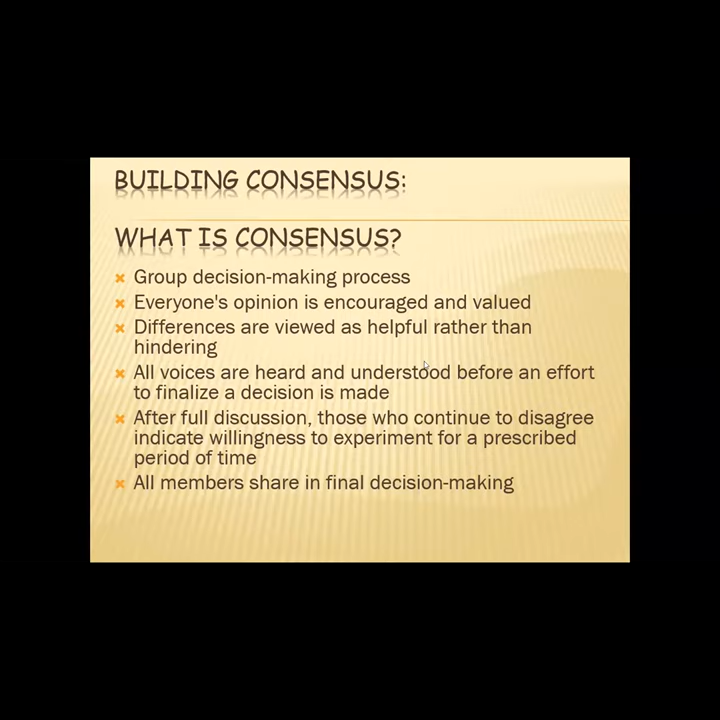 BUILDING CONSENSUS:
WHAT IS CONSENSUS?
Group decision-making process
Everyone's opinion is encouraged and valued
Differences are viewed as helpful rather than
hindering
All voices are heard and understood before an effort
to finalize a decision is made
After full discussion, those who continue to disagree
indicate willingness to experiment for a prescribed
period of time
All members share in final decision-making